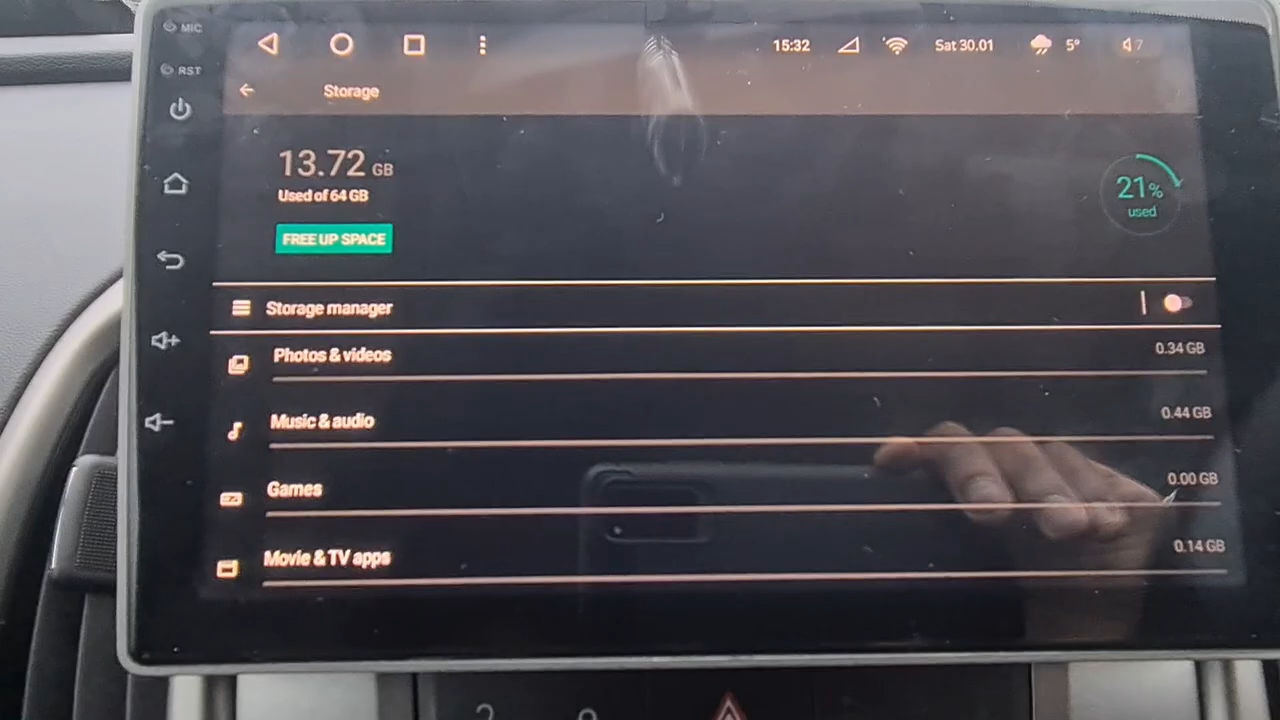 MIC
15:32 Sat 30.01 5° 7
RST
Storage
13.72 GB
Used of 64 GB
21% used
FREE UP SPACE
Storage manager
Photos & videos 0.34 GB
Music & audio 0.44 GB
Games 0.00 GB
Movie & TV apps 0.14 GB